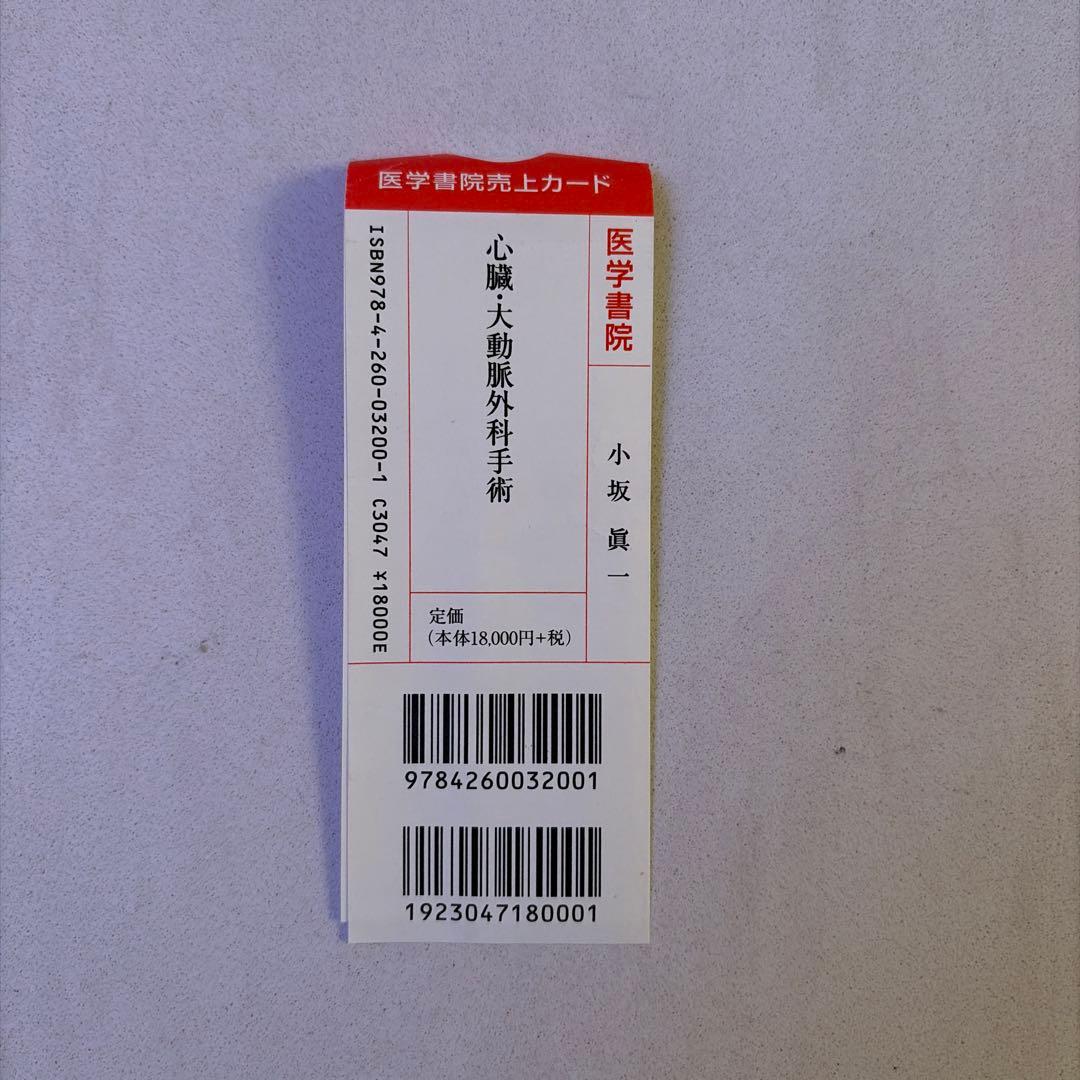 医学書院売上カード
医学書院
小坂 眞一
心臓・大動脈外科手術
定価
(本体18,000円+税)
ISBN978-4-260-03200-1 C3047 ¥18000E
9784260032001
1923047180001